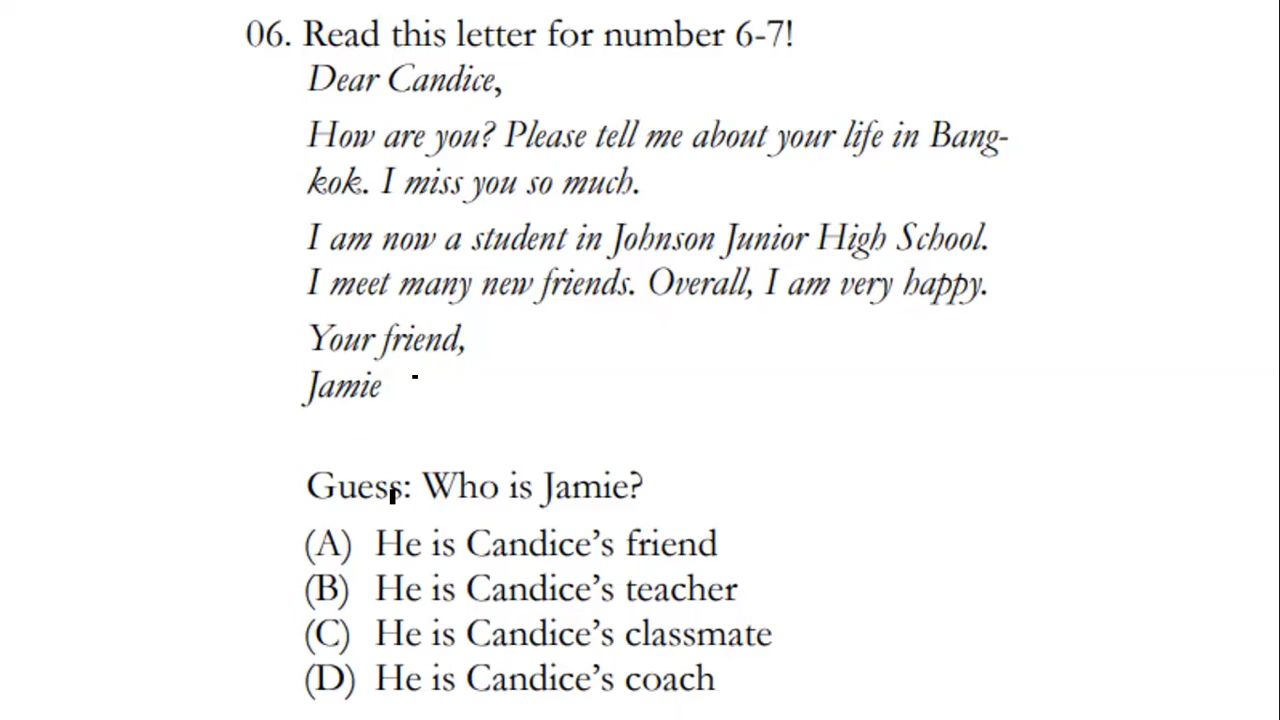 06. Read this letter for number 6-7!
Dear Candice,
How are you? Please tell me about your life in Bang-
kok. I miss you so much.
I am now a student in Johnson Junior High School.
I meet many new friends. Overall, I am very happy.
Your friend,
Jamie
Guess: Who is Jamie?
(A) He is Candice’s friend
(B) He is Candice’s teacher
(C) He is Candice’s classmate
(D) He is Candice’s coach